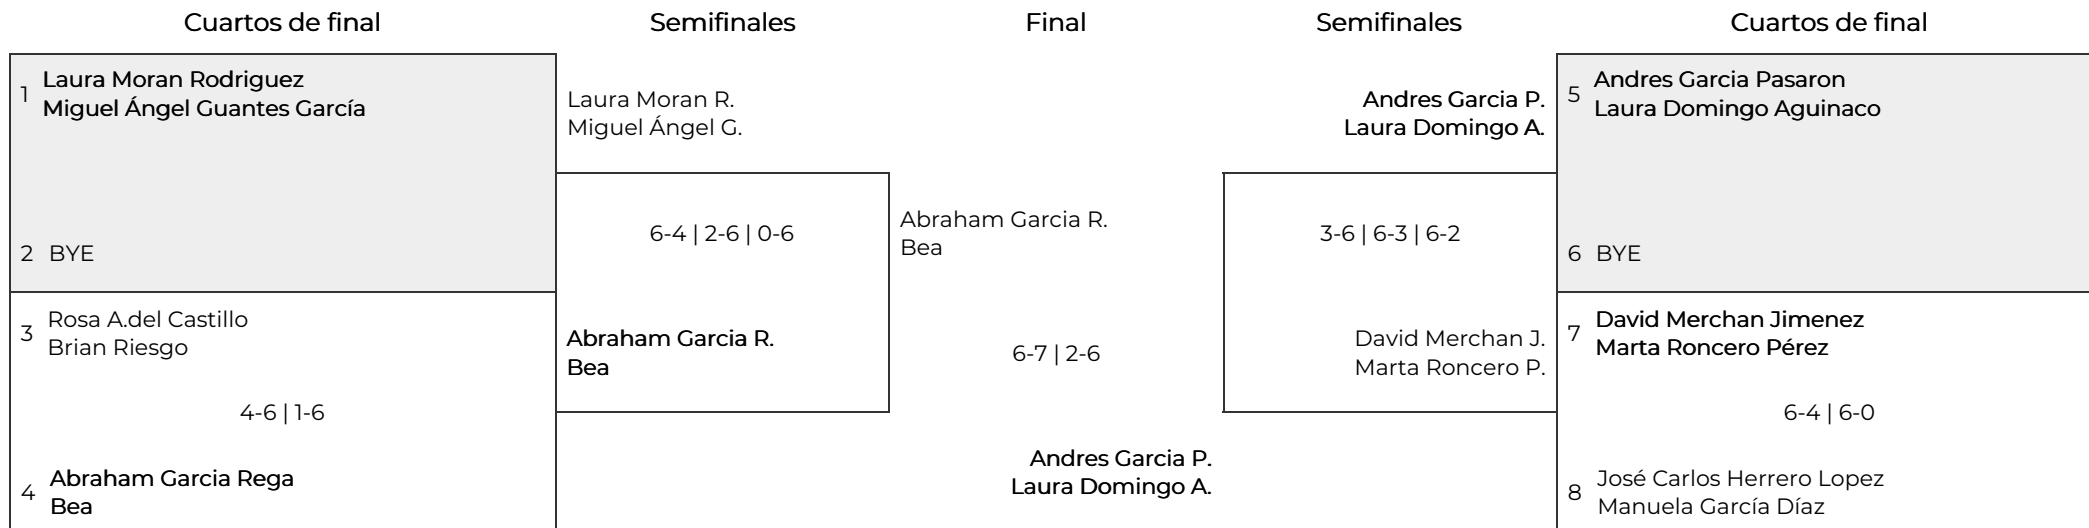 Cuartos de final
Semifinales
Final
Semifinales
Cuartos de final
1
Laura Moran Rodriguez
Miguel Ángel Guantes García
2 BYE
3
Rosa A.del Castillo
Brian Riesgo
4-6 | 1-6
4
Abraham Garcia Rega
Bea
Laura Moran R.
Miguel Ángel G.
6-4 | 2-6 | 0-6
Abraham Garcia R.
Bea
Abraham Garcia R.
Bea
6-7 | 2-6
Andres Garcia P.
Laura Domingo A.
Andres Garcia P.
Laura Domingo A.
3-6 | 6-3 | 6-2
David Merchan J.
Marta Roncero P.
5
Andres Garcia Pasaron
Laura Domingo Aguinaco
6 BYE
7
David Merchan Jimenez
Marta Roncero Pérez
6-4 | 6-0
8
José Carlos Herrero Lopez
Manuela García Díaz